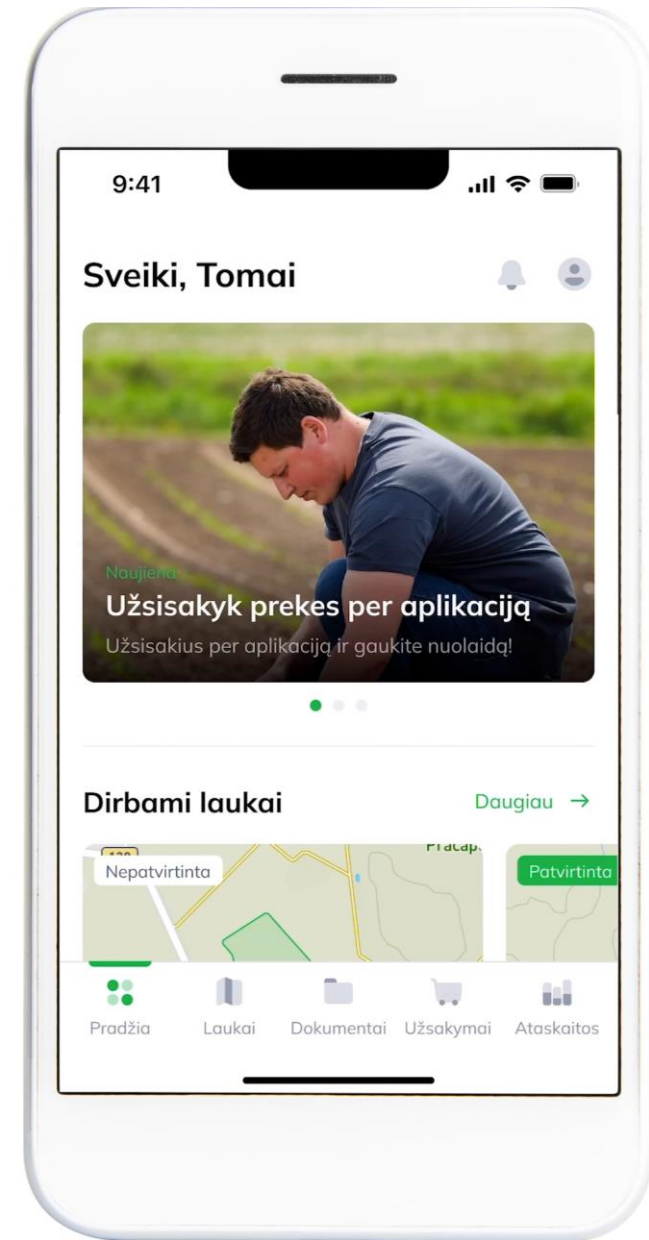 9:41
Sveiki, Tomai
Naujiena
Užsisakyk prekes per aplikaciją
Užsisakius per aplikaciją ir gaukite nuolaidą!
Dirbami laukai
Daugiau →
Nepatvirtinta
Patvirtinta
Pradžia
Laukai
Dokumentai
Užsakymai
Ataskaitos